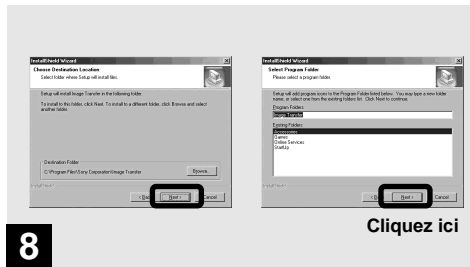 InstallShield Wizard
Choose Destination Location
Select folder where Setup will install files.
Setup will install Image Transfer in the following folder.
To install to this folder, click Next. To install to a different folder, click Browse and select
another folder.
Destination Folder
C:\Program Files\Sony Corporation\Image Transfer
Browse...
InstallShield
< Back
Next >
Cancel
InstallShield Wizard
Select Program Folder
Please select a program folder.
Setup will add program icons to the Program Folder listed below. You may type a new folder
name, or select one from the existing folders list. Click Next to continue.
Program Folders:
Image Transfer
Existing Folders:
Accessories
Games
Online Services
StartUp
InstallShield
Next >
Cancel
Cliquez ici
8